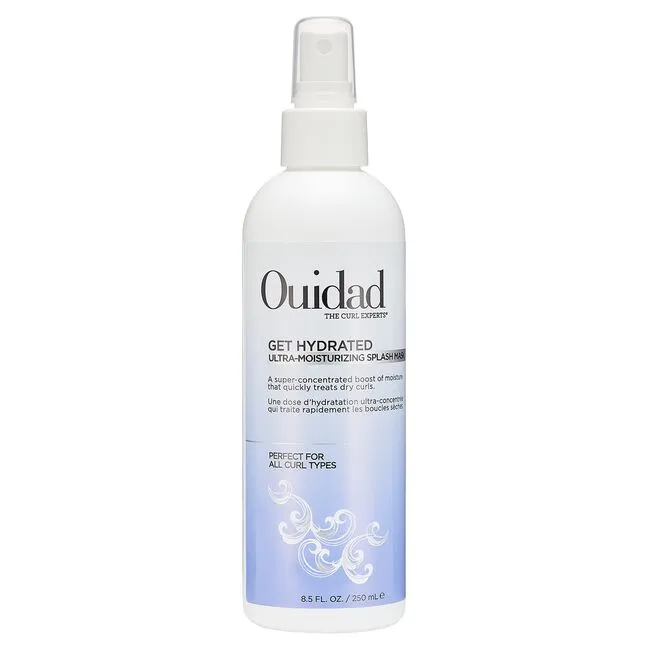 Ouidad
THE CURL EXPERTS®
GET HYDRATED
ULTRA-MOISTURIZING SPLASH MASK
A super-concentrated boost of moisture
that quickly treats dry curls.
Une dose d'hydratation ultra-concentrée
qui traite rapidement les boucles sèches.
PERFECT FOR
ALL CURL TYPES
8.5 FL. OZ. / 250 mL ℮